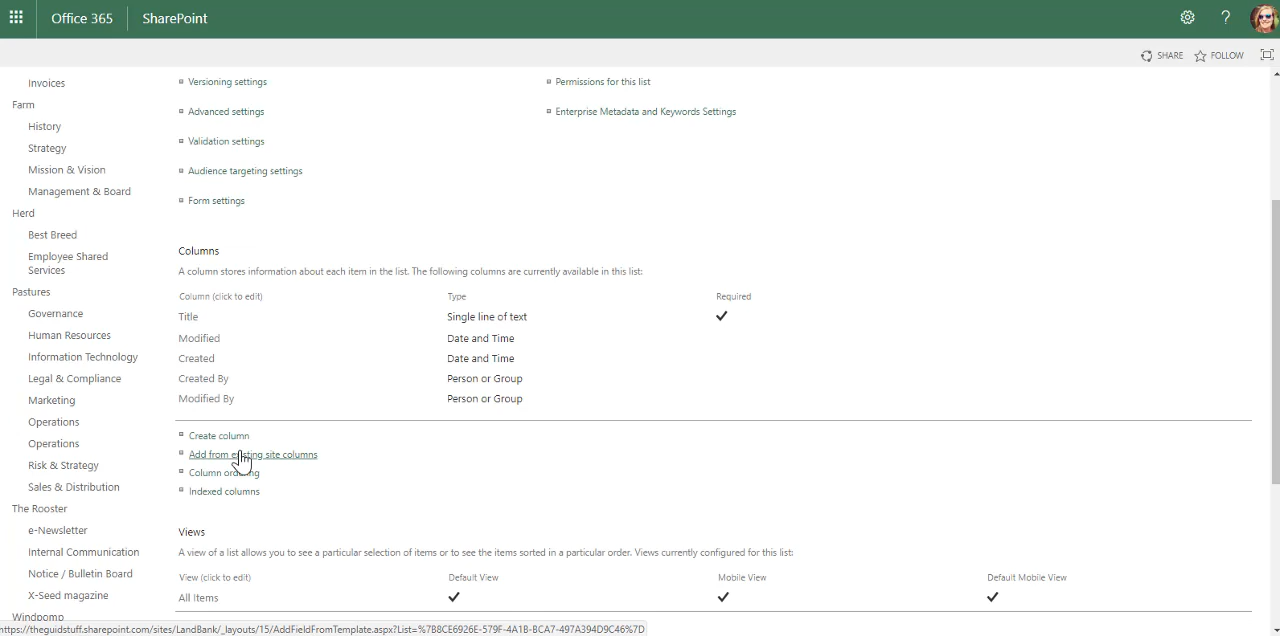 Office 365 SharePoint ?
SHARE FOLLOW
Invoices
Farm
History
Strategy
Mission & Vision
Management & Board
Herd
Best Breed
Employee Shared
Services
Pastures
Governance
Human Resources
Information Technology
Legal & Compliance
Marketing
Operations
Operations
Risk & Strategy
Sales & Distribution
The Rooster
e-Newsletter
Internal Communication
Notice / Bulletin Board
X-Seed magazine
Windpomp
Versioning settings
Advanced settings
Validation settings
Audience targeting settings
Form settings
Permissions for this list
Enterprise Metadata and Keywords Settings
Columns
A column stores information about each item in the list. The following columns are currently available in this list:
Column (click to edit) Type Required
Title Single line of text
Modified Date and Time
Created Date and Time
Created By Person or Group
Modified By Person or Group
Create column
Add from existing site columns
Column ordering
Indexed columns
Views
A view of a list allows you to see a particular selection of items or to see the items sorted in a particular order. Views currently configured for this list:
View (click to edit) Default View Mobile View Default Mobile View
All Items
https://theguidstuff.sharepoint.com/sites/LandBank/_layouts/15/AddFieldFromTemplate.aspx?List=%7B8CE6926E-579F-4A1B-BCA7-497A394D9C46%7D